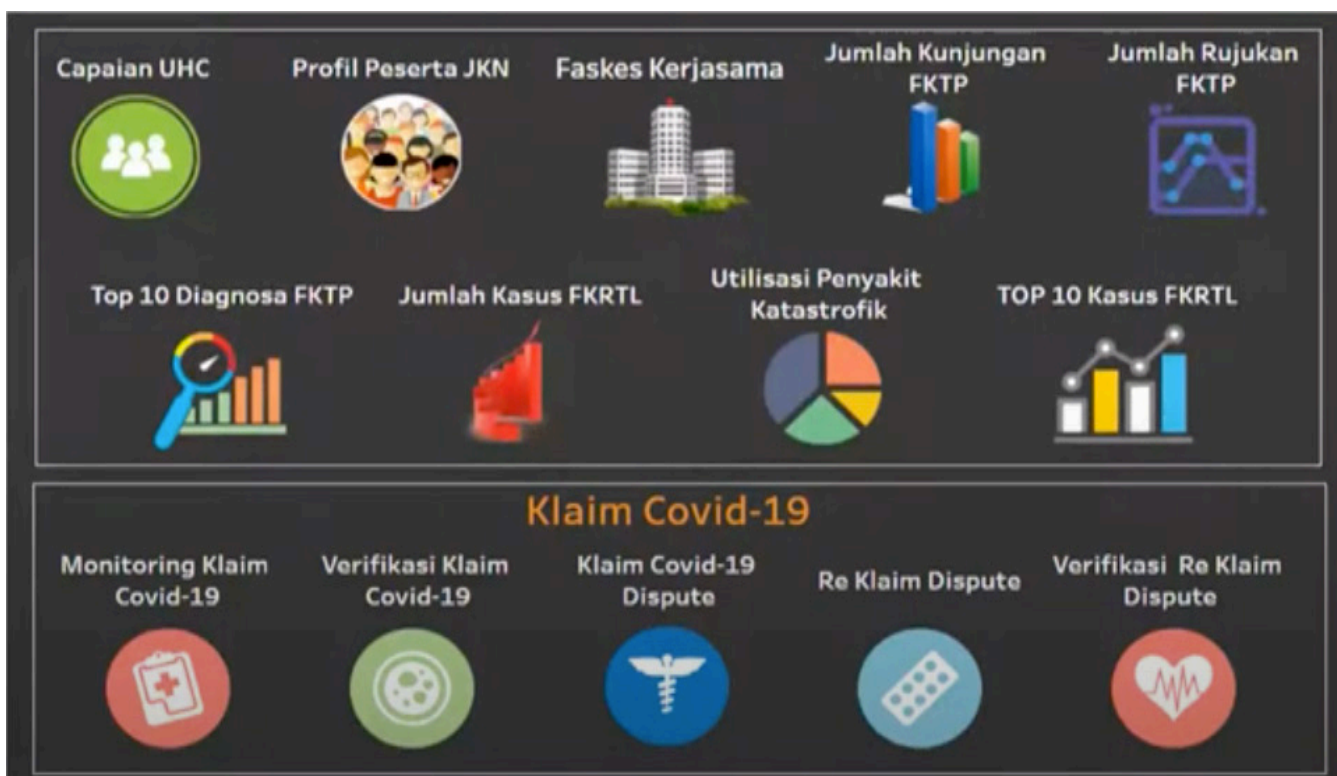 Capaian UHC
Profil Peserta JKN
Faskes Kerjasama
Jumlah Kunjungan
FKTP
Jumlah Rujukan
FKTP
Top 10 Diagnosa FKTP
Jumlah Kasus FKRTL
Utilisasi Penyakit
Katastrofik
TOP 10 Kasus FKRTL
Klaim Covid-19
Monitoring Klaim
Covid-19
Verifikasi Klaim
Covid-19
Klaim Covid-19
Dispute
Re Klaim Dispute
Verifikasi Re Klaim
Dispute